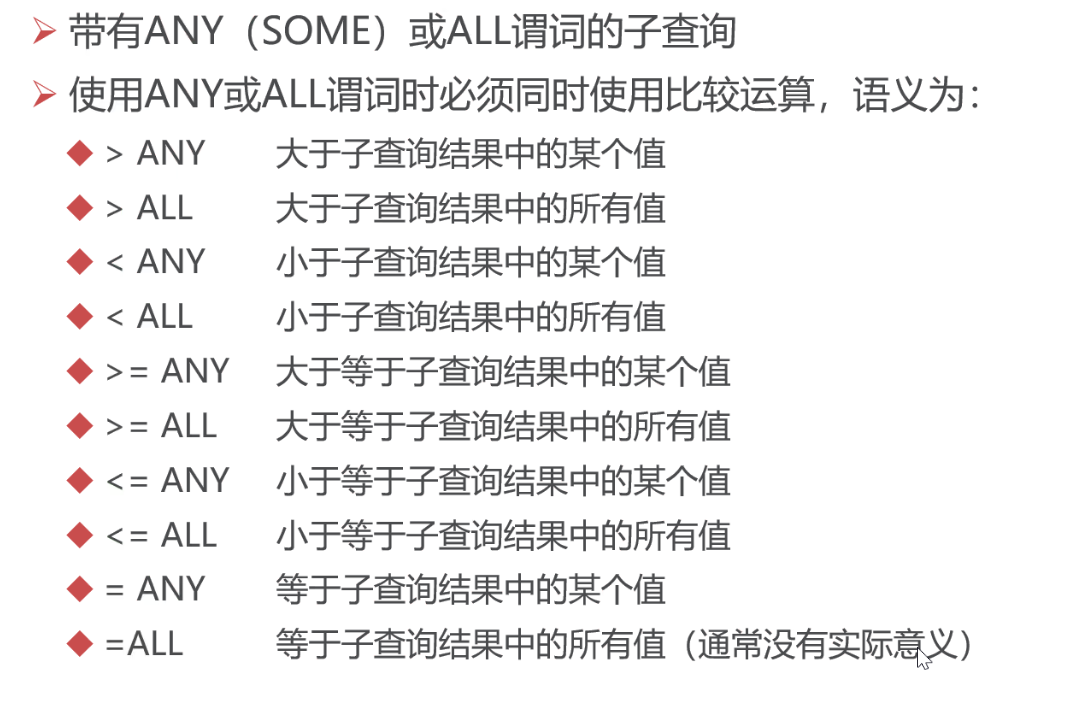 带有ANY（SOME）或ALL谓词的子查询
使用ANY或ALL谓词时必须同时使用比较运算，语义为：
> ANY 大于子查询结果中的某个值
> ALL 大于子查询结果中的所有值
< ANY 小于子查询结果中的某个值
< ALL 小于子查询结果中的所有值
>= ANY 大于等于子查询结果中的某个值
>= ALL 大于等于子查询结果中的所有值
<= ANY 小于等于子查询结果中的某个值
<= ALL 小于等于子查询结果中的所有值
= ANY 等于子查询结果中的某个值
=ALL 等于子查询结果中的所有值（通常没有实际意义）